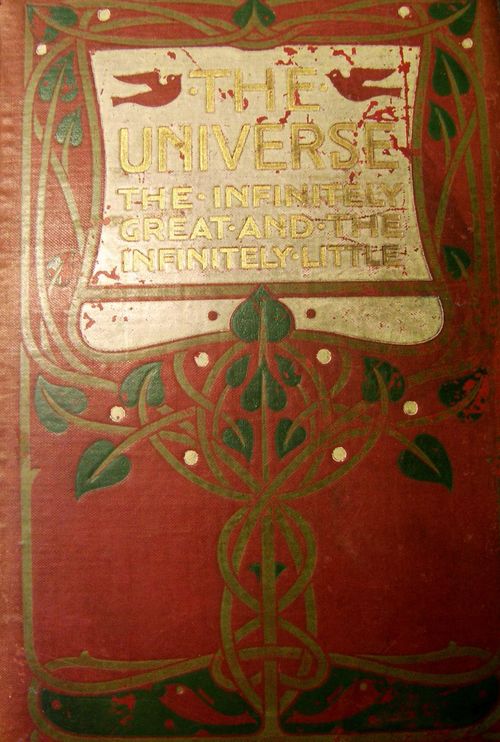 ·THE·
UNIVERSE
THE·INFINITELY
GREAT·AND·THE
INFINITELY·LITTLE